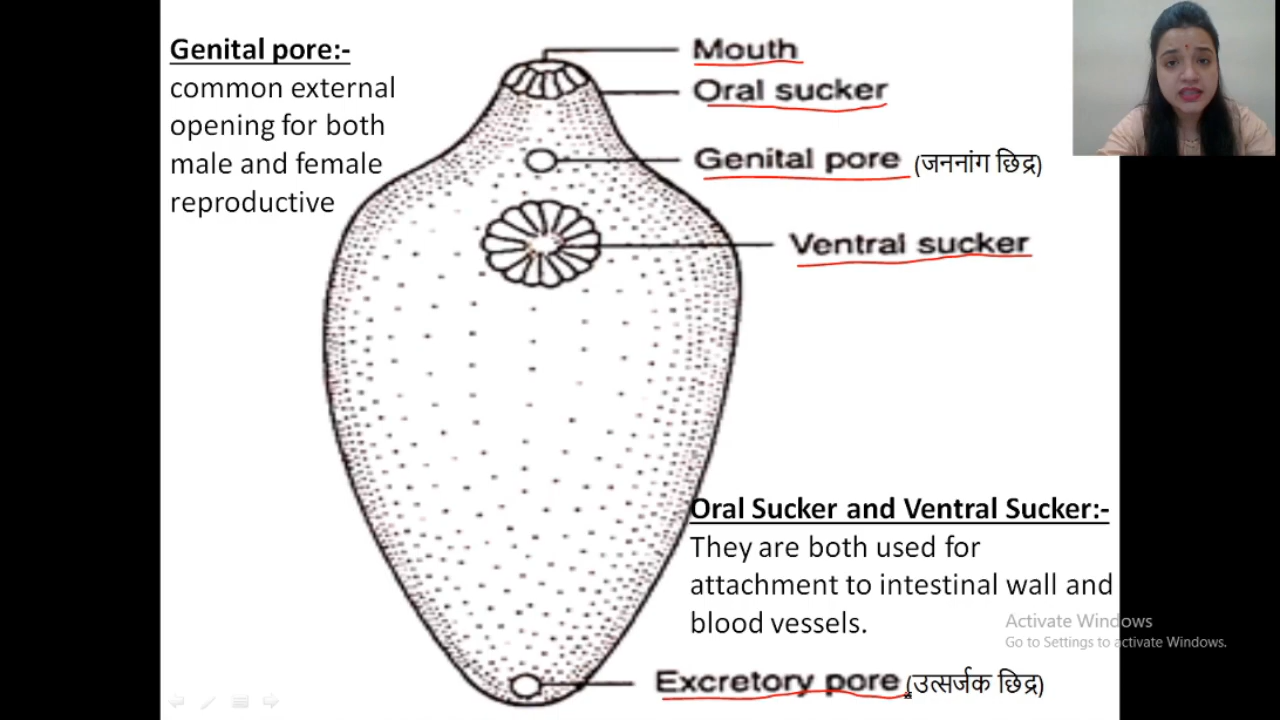 Genital pore:-
common external
opening for both
male and female
reproductive
Mouth
Oral sucker
Genital pore (जननांग छिद्र)
Ventral sucker
Oral Sucker and Ventral Sucker:-
They are both used for
attachment to intestinal wall and
blood vessels.
Activate Windows
Go to Settings to activate Windows.
Excretory pore (उत्सर्जक छिद्र)